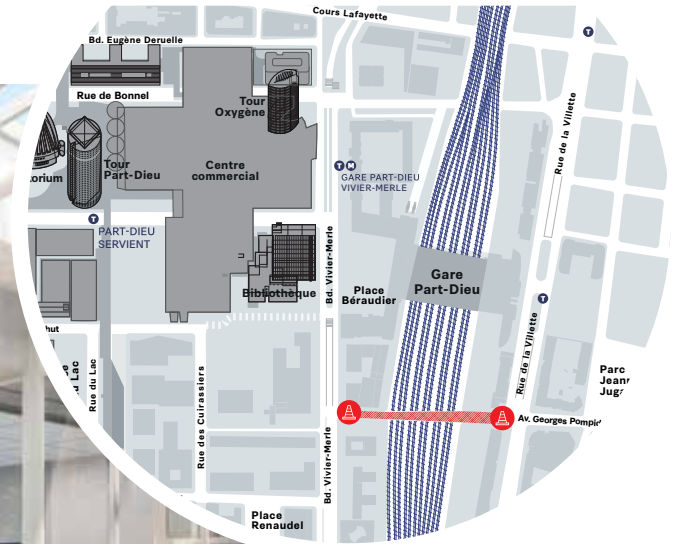 Cours Lafayette
T
Bd. Eugène Deruelle
Rue de Bonnel
Tour
Oxygène
Rue de la Villette
Tour
Part-Dieu
Centre
commercial
T M
GARE PART-DIEU
VIVIER-MERLE
T
PART-DIEU
SERVIENT
Bd. Vivier-Merle
Bibliothèque
Place
Béraudier
Gare
Part-Dieu
T
Rue de la Villette
Rue du Lac
Rue des Cuirassiers
Parc
Bd. Vivier-Merle
Av. Georges
Place
Renaudel